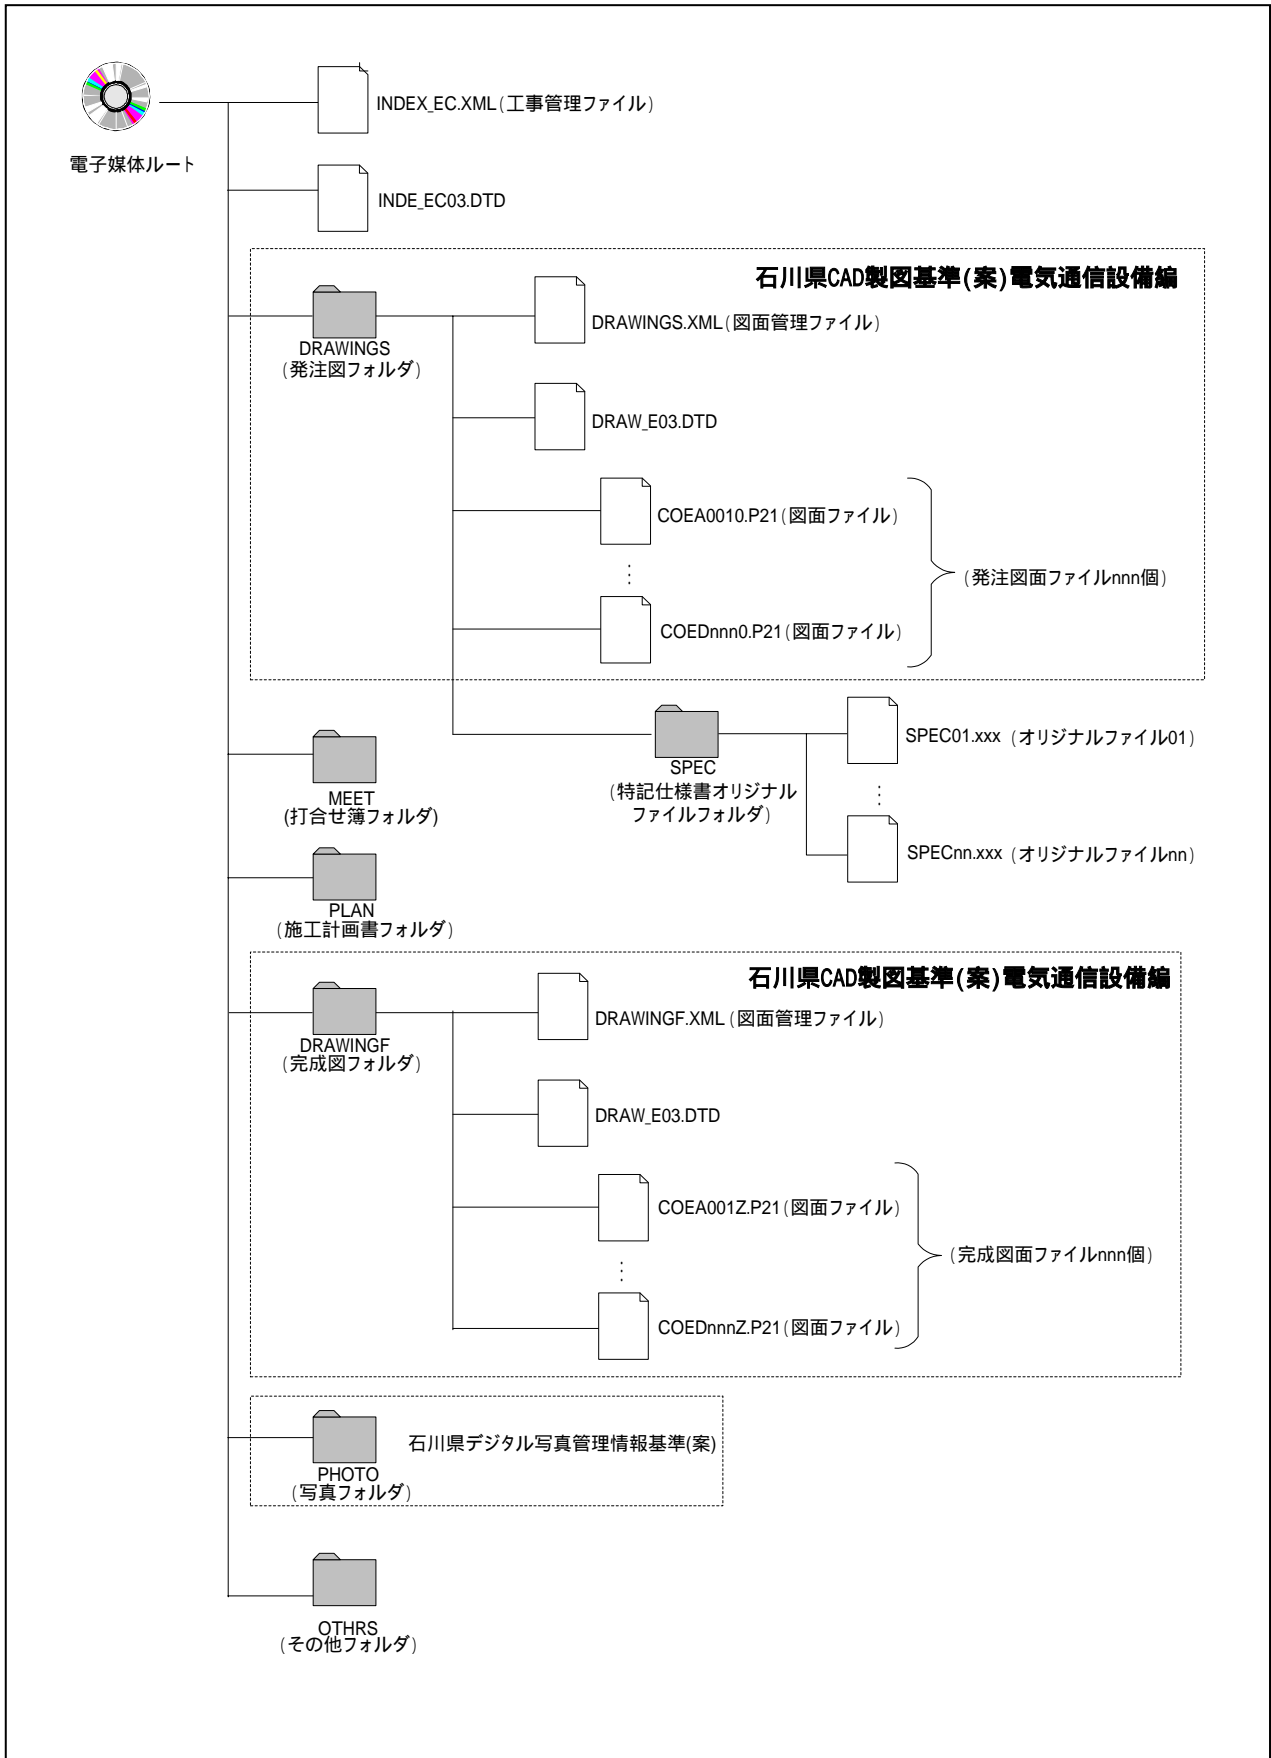 INDEX_EC.XML(工事管理ファイル)
電子媒体ルート
INDE_EC03.DTD
石川県CAD製図基準(案)電気通信設備編
DRAWINGS.XML(図面管理ファイル)
DRAWINGS
(発注図フォルダ)
DRAW_E03.DTD
COEA0010.P21(図面ファイル)
(発注図面ファイルnnn個)
COEDnnn0.P21(図面ファイル)
SPEC01.xxx (オリジナルファイル01)
SPEC
(特記仕様書オリジナル
ファイルフォルダ)
MEET
(打合せ簿フォルダ)
SPECnn.xxx (オリジナルファイルnn)
PLAN
(施工計画書フォルダ)
石川県CAD製図基準(案)電気通信設備編
DRAWINGF.XML(図面管理ファイル)
DRAWINGF
(完成図フォルダ)
DRAW_E03.DTD
COEA001Z.P21(図面ファイル)
(完成図面ファイルnnn個)
COEDnnnZ.P21(図面ファイル)
石川県デジタル写真管理情報基準(案)
PHOTO
(写真フォルダ)
OTHRS
(その他フォルダ)